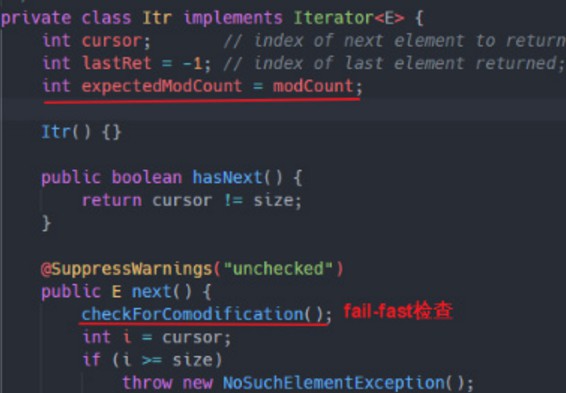 private class Itr implements Iterator<E> {
int cursor; // index of next element to return
int lastRet = -1; // index of last element returned;
int expectedModCount = modCount;
Itr() {}
public boolean hasNext() {
return cursor != size;
}
@SuppressWarnings("unchecked")
public E next() {
checkForComodification(); fail-fast检查
int i = cursor;
if (i >= size)
throw new NoSuchElementException();